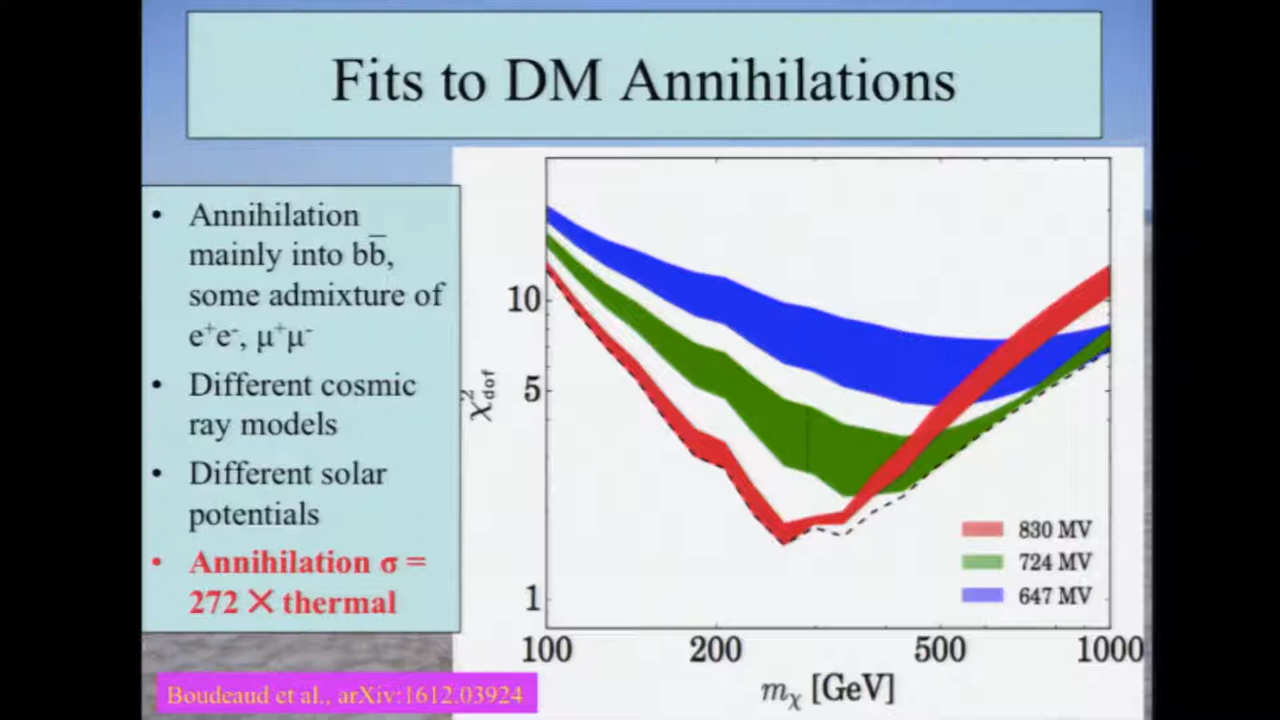 Fits to DM Annihilations
• Annihilation
mainly into bb̅,
some admixture of
e⁺e⁻, μ⁺μ⁻
• Different cosmic
ray models
• Different solar
potentials
• Annihilation σ =
272 × thermal
Boudeaud et al., arXiv:1612.03924
χ²dof
10
5
1
830 MV
724 MV
647 MV
100 200 500 1000
mχ [GeV]